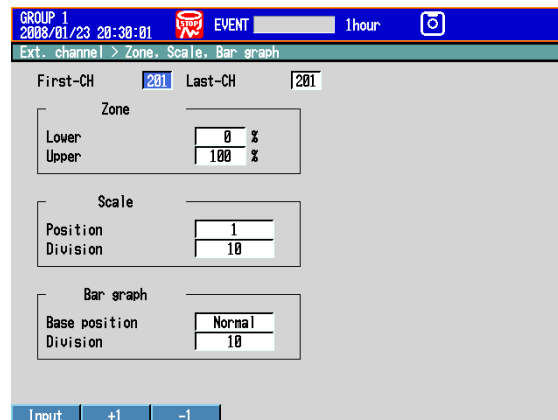 GROUP 1
2008/01/23 20:30:01 STOP EVENT 1hour
Ext. channel > Zone, Scale, Bar graph
First-CH 201 Last-CH 201
Zone
Lower 0 %
Upper 100 %
Scale
Position 1
Division 10
Bar graph
Base position Normal
Division 10
Input +1 -1